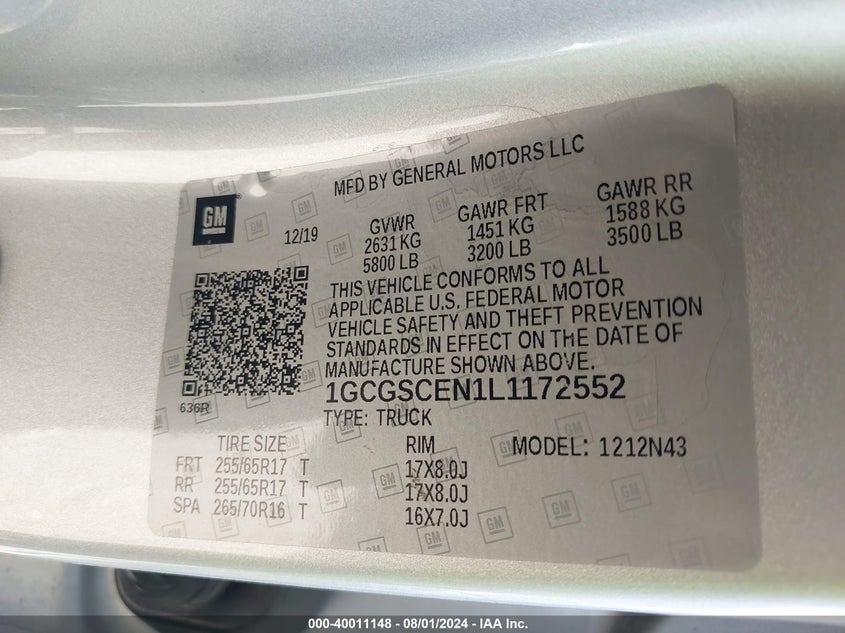 MFD BY GENERAL MOTORS LLC
GM
12/19
GVWR
2631 KG
5800 LB
GAWR FRT
1451 KG
3200 LB
GAWR RR
1588 KG
3500 LB
THIS VEHICLE CONFORMS TO ALL
APPLICABLE U.S. FEDERAL MOTOR
VEHICLE SAFETY AND THEFT PREVENTION
STANDARDS IN EFFECT ON THE DATE OF
MANUFACTURE SHOWN ABOVE.
636R
1GCGSCEN1L1172552
TYPE: TRUCK
TIRE SIZE RIM MODEL: 1212N43
FRT 255/65R17 T 17X8.0J
RR 255/65R17 T 17X8.0J
SPA 265/70R16 T 16X7.0J
000-40011148 - 08/01/2024 - IAA Inc.